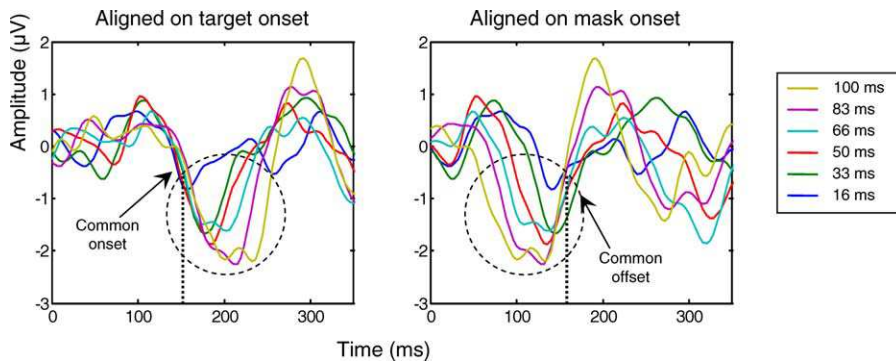 Aligned on target onset
Aligned on mask onset
Amplitude (µV)
2
1
0
-1
-2
-3
Common
onset
0
100
200
300
2
1
0
-1
-2
-3
Common
offset
0
100
200
300
Time (ms)
100 ms
83 ms
66 ms
50 ms
33 ms
16 ms